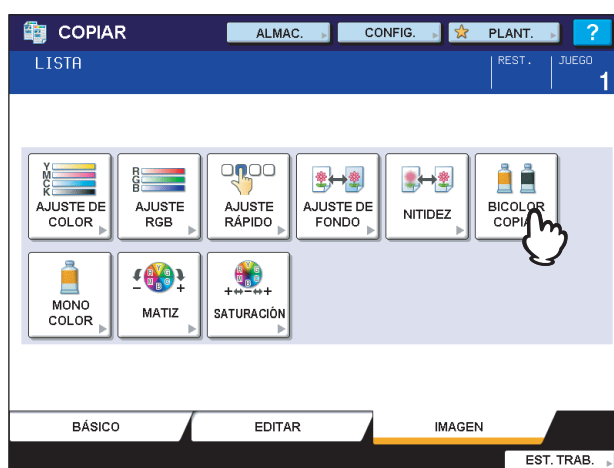 COPIAR
ALMAC.
CONFIG.
PLANT.
?
LISTA
REST.
JUEGO
1
Y
M
C
K
AJUSTE DE
COLOR
R
G
B
AJUSTE
RGB
AJUSTE
RÁPIDO
AJUSTE DE
FONDO
NITIDEZ
BICOLOR
MONO
COLOR
MATIZ
SATURACIÓN
BÁSICO
EDITAR
IMAGEN
EST. TRAB.